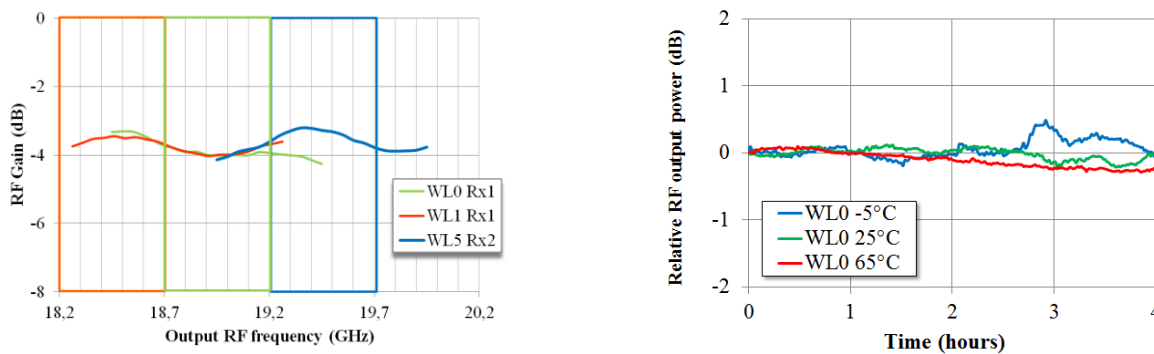 0
-2
-4
-6
-8
RF Gain (dB)
WL0 Rx1
WL1 Rx1
WL5 Rx2
18,2
18,7
19,2
19,7
20,2
Output RF frequency (GHz)
2
1
0
-1
-2
Relative RF output power (dB)
WL0 -5°C
WL0 25°C
WL0 65°C
0
1
2
3
4
Time (hours)